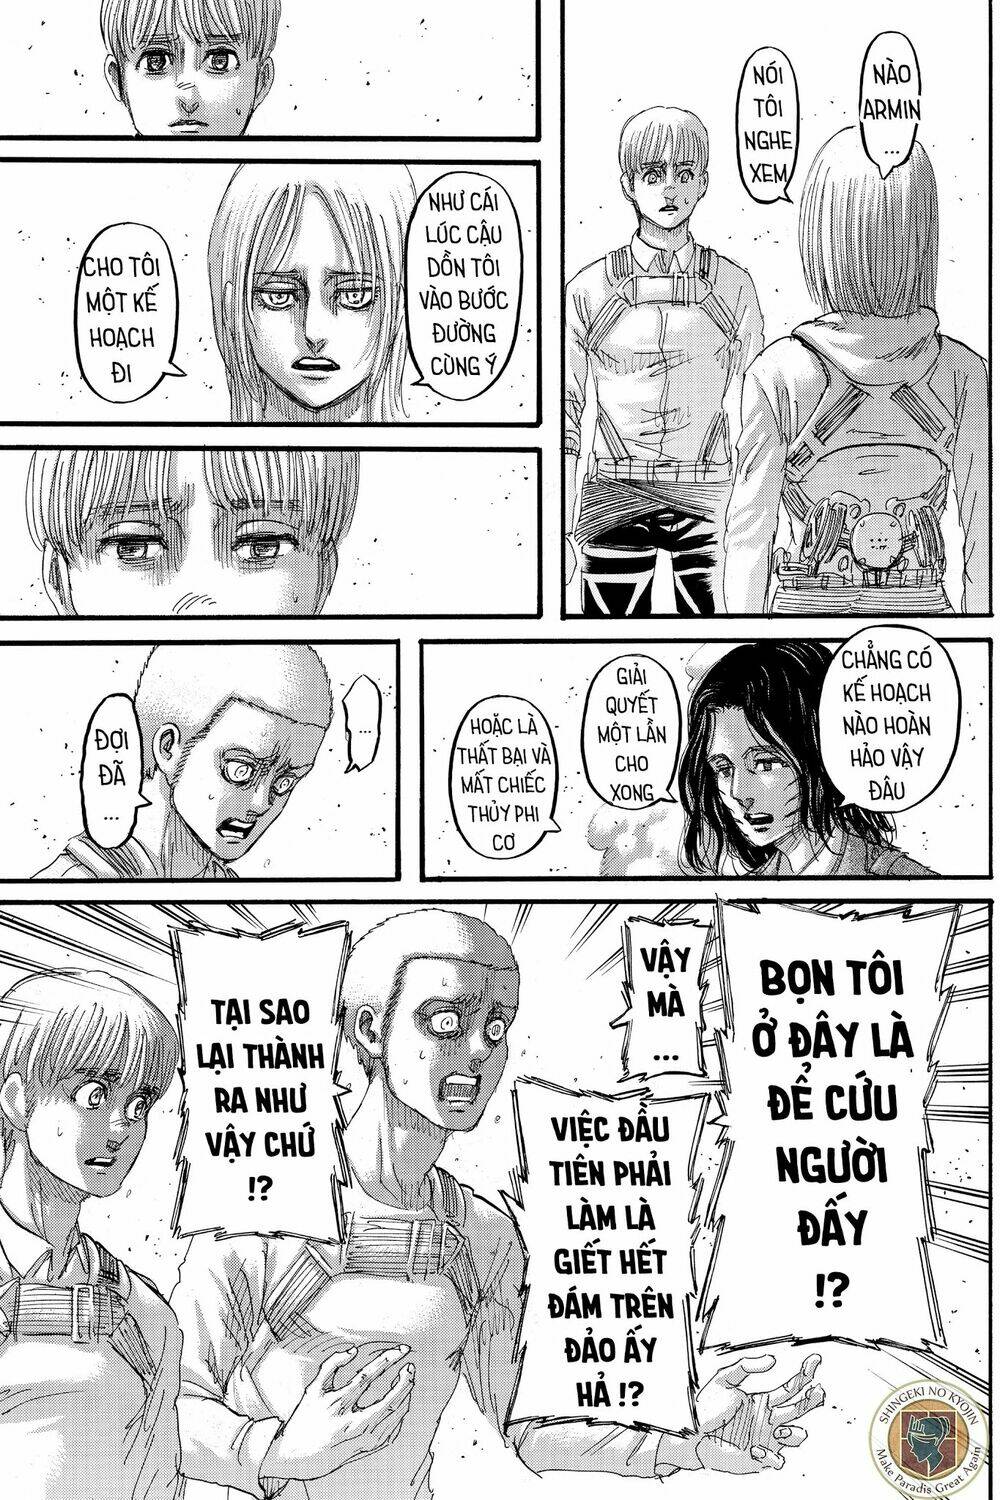 NÀO
ARMIN
...
NÓI
TÔI
NGHE
XEM
NHƯ CÁI
LÚC CẬU
DỒN TÔI
VÀO BƯỚC
ĐƯỜNG
CÙNG Ý
CHO TÔI
MỘT KẾ
HOẠCH
ĐI
CHẲNG CÓ
KẾ HOẠCH
NÀO HOÀN
HẢO VẬY
ĐÂU
GIẢI
QUYẾT
MỘT LẦN
CHO
XONG
HOẶC LÀ
THẤT BẠI VÀ
MẤT CHIẾC
THỦY PHI
CƠ
...
ĐỢI
ĐÃ
...
BỌN TÔI
Ở ĐÂY LÀ
ĐỂ CỨU
NGƯỜI
ĐẤY
!?
VẬY
MÀ
...
VIỆC ĐẦU
TIÊN PHẢI
LÀM LÀ
GIẾT HẾT
ĐÁM TRÊN
ĐẢO ẤY
HẢ !?
TẠI SAO
LẠI THÀNH
RA NHƯ
VẬY CHỨ
!?
SHINGEKI NO KYOJIN
Make Paradis Great Again